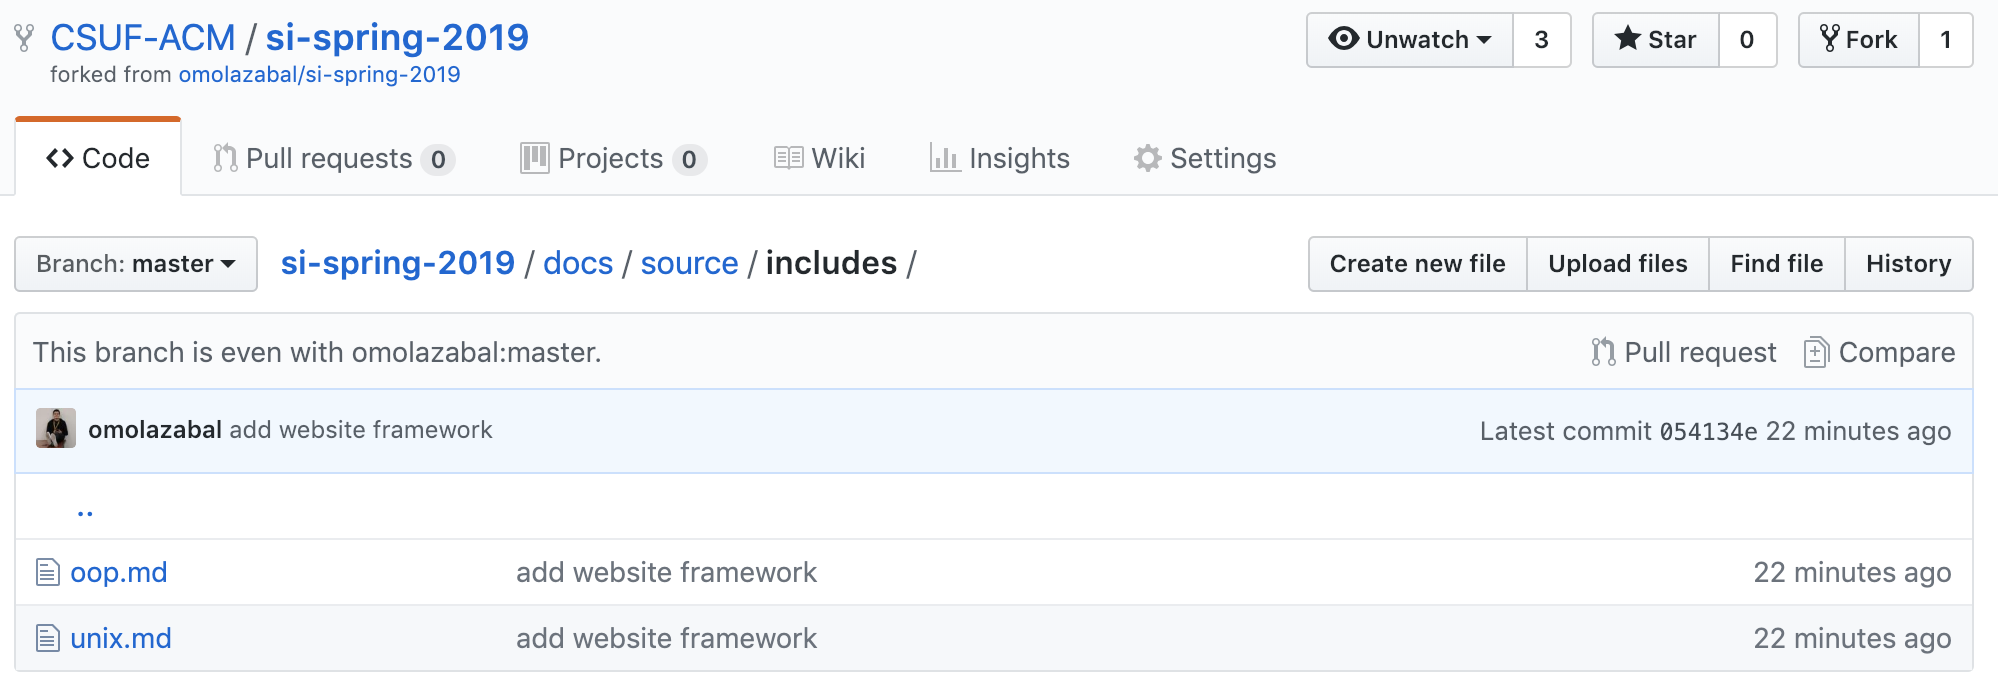 CSUF-ACM / si-spring-2019 Unwatch 3 Star 0 Fork 1
forked from omolazabal/si-spring-2019
Code Pull requests 0 Projects 0 Wiki Insights Settings
Branch: master si-spring-2019 / docs / source / includes / Create new file Upload files Find file History
This branch is even with omolazabal:master. Pull request Compare
omolazabal add website framework Latest commit 054134e 22 minutes ago
..
oop.md add website framework 22 minutes ago
unix.md add website framework 22 minutes ago